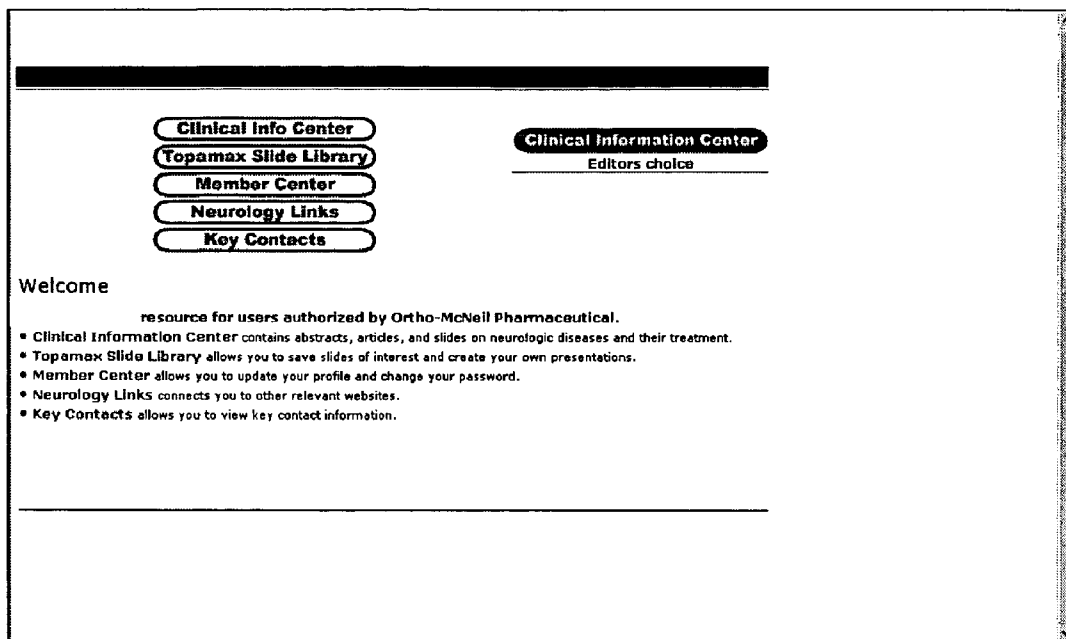 Clinical Info Center
Topamax Slide Library
Member Center
Neurology Links
Key Contacts
Clinical Information Center
Editors choice
Welcome
resource for users authorized by Ortho-McNeil Pharmaceutical.
• Clinical Information Center contains abstracts, articles, and slides on neurologic diseases and their treatment.
• Topamax Slide Library allows you to save slides of interest and create your own presentations.
• Member Center allows you to update your profile and change your password.
• Neurology Links connects you to other relevant websites.
• Key Contacts allows you to view key contact information.